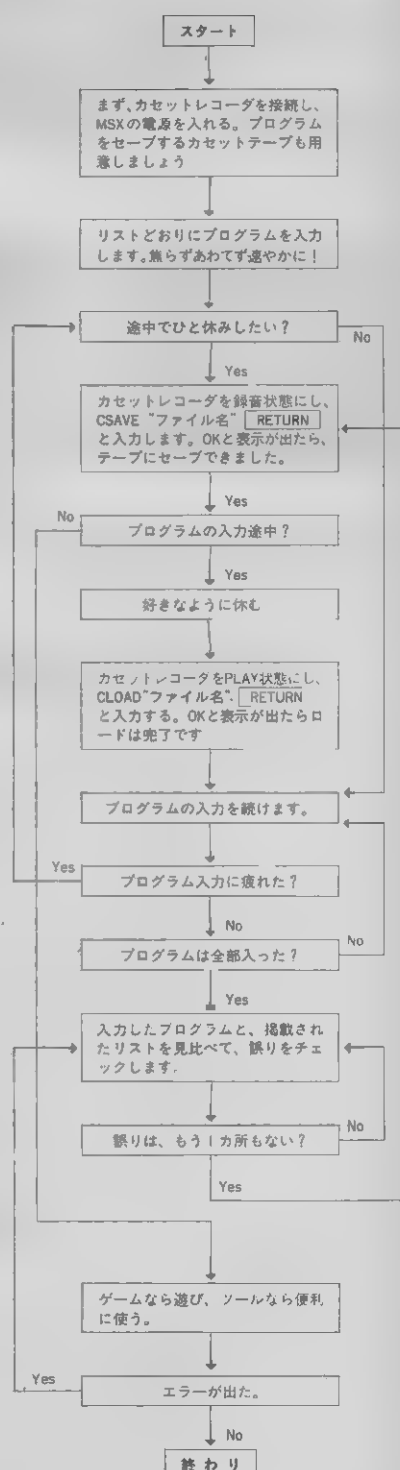 スタート
まず、カセットレコーダを接続し、
MSXの電源を入れる。プログラム
をセーブするカセットテープも用
意しましょう
リストどおりにプログラムを入力
します。焦らずあわてず速やかに!
途中でひと休みしたい?
No
Yes
カセットレコーダを録音状態にし、
CSAVE "ファイル名" RETURN
と入力します。OKと表示が出たら、
テープにセーブできました。
Yes
No
プログラムの入力途中?
Yes
好きなように休む
カセットレコーダをPLAY状態にし、
CLOAD"ファイル名". RETURN
と入力する。OKと表示が出たらロ
ードは完了です
プログラムの入力を続けます。
Yes
プログラム入力に疲れた?
No
プログラムは全部入った?
No
Yes
入力したプログラムと、掲載され
たリストを見比べて、誤りをチェ
ックします.
誤りは、もう1カ所もない?
No
Yes
ゲームなら遊び、ツールなら便利
に使う。
Yes
エラーが出た。
No
終わり